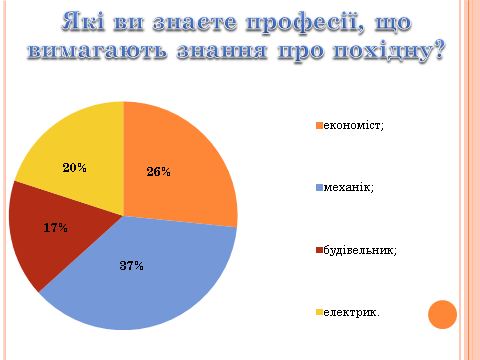 Які ви знаєте професії, що
вимагають знання про похідну?
20%
26%
17%
37%
економіст;
механік;
будівельник;
електрик.